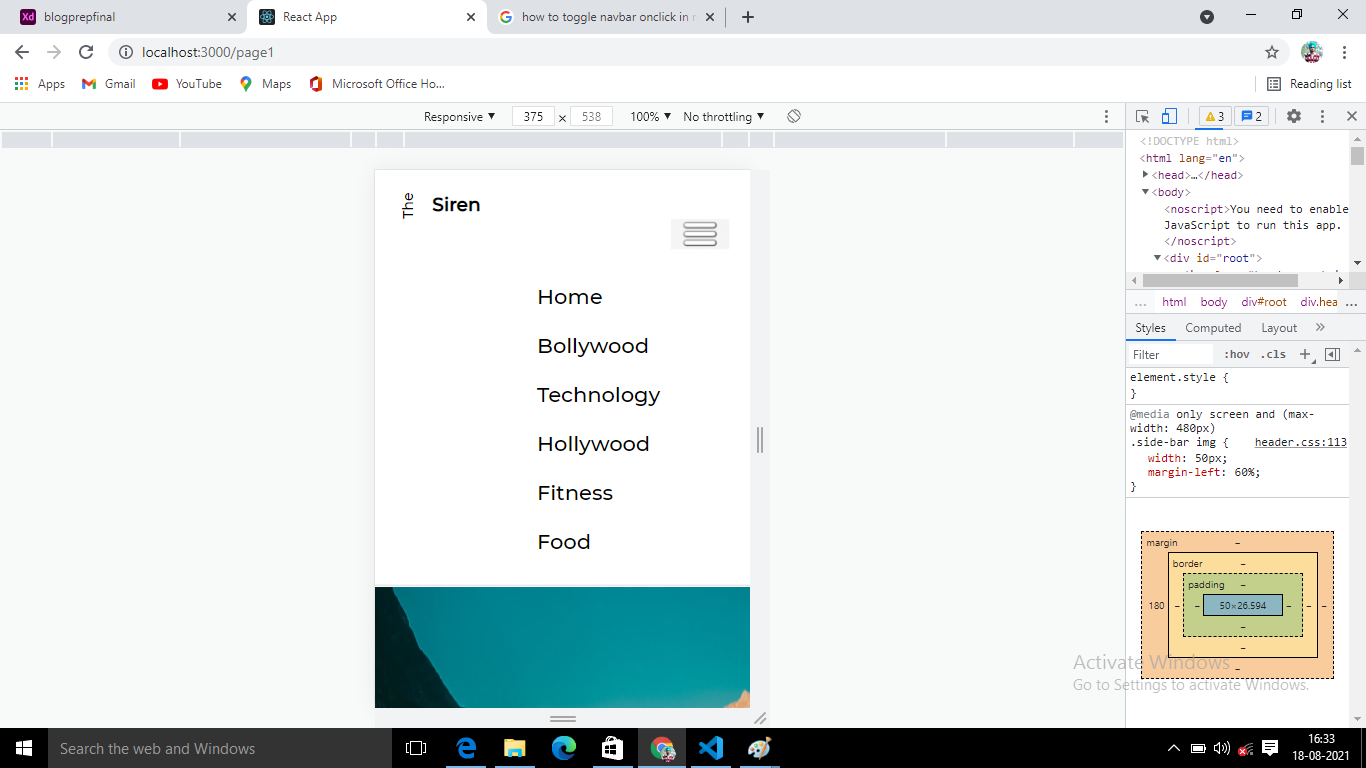 blogprepfinal
React App
how to toggle navbar onclick in r
localhost:3000/page1
Apps Gmail YouTube Maps Microsoft Office Ho... Reading list
Responsive ▼ 375 x 538 100% ▼ No throttling ▼
3 2
The Siren
Home
Bollywood
Technology
Hollywood
Fitness
Food
<!DOCTYPE html>
<html lang="en">
▶<head>…</head>
▼<body>
<noscript>You need to enable
JavaScript to run this app.
</noscript>
▼<div id="root">
... html body div#root div.hea ...
Styles Computed Layout »
Filter :hov .cls +
element.style {
}
@media only screen and (max-
width: 480px)
.side-bar img { header.css:113
width: 50px;
margin-left: 60%;
}
margin –
border –
padding –
180 – – 50×26.594 – – –
–
–
–
Activate Windows
Go to Settings to activate Windows.
Search the web and Windows
16:33
18-08-2021